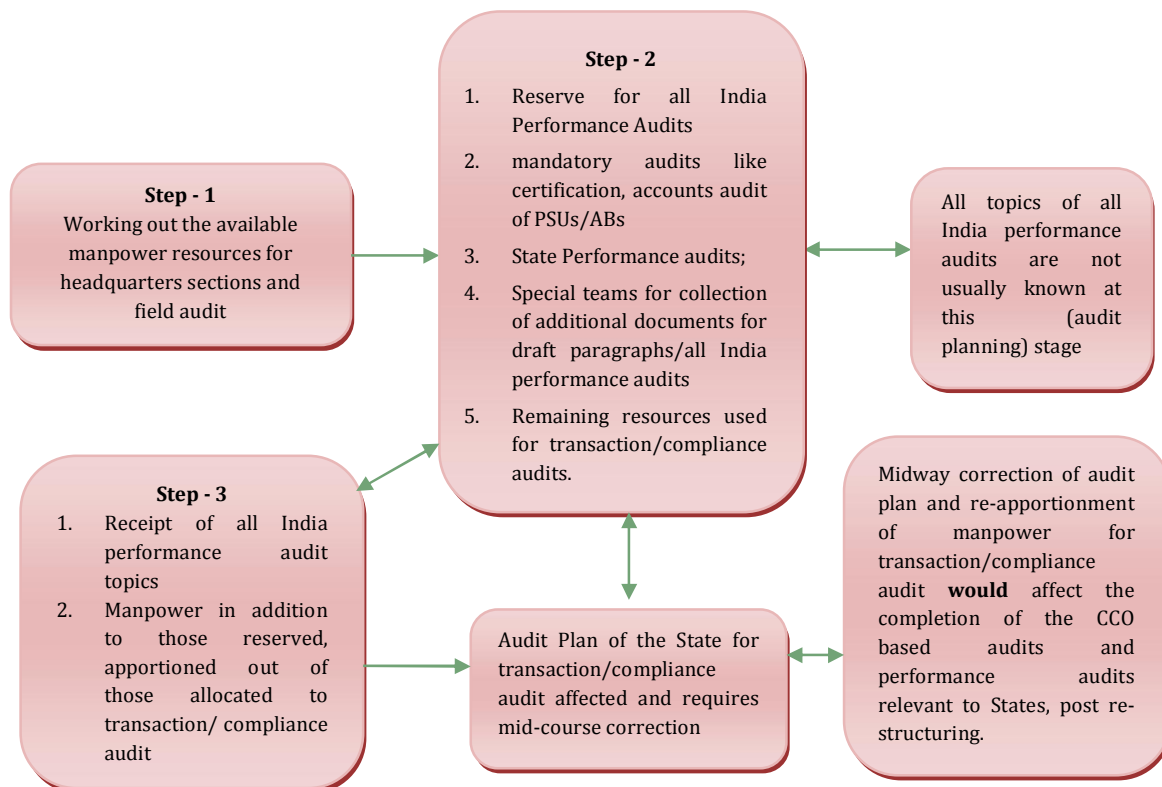 Step - 1
Working out the available
manpower resources for
headquarters sections and
field audit
Step - 2
1. Reserve for all India
Performance Audits
2. mandatory audits like
certification, accounts audit
of PSUs/ABs
3. State Performance audits;
4. Special teams for collection
of additional documents for
draft paragraphs/all India
performance audits
5. Remaining resources used
for transaction/compliance
audits.
All topics of all
India performance
audits are not
usually known at
this (audit
planning) stage
Step - 3
1. Receipt of all India
performance audit
topics
2. Manpower in addition
to those reserved,
apportioned out of
those allocated to
transaction/ compliance
audit
Audit Plan of the State for
transaction/compliance
audit affected and requires
mid-course correction
Midway correction of audit
plan and re-apportionment
of manpower for
transaction/compliance
audit would affect the
completion of the CCO
based audits and
performance audits
relevant to States, post re-
structuring.